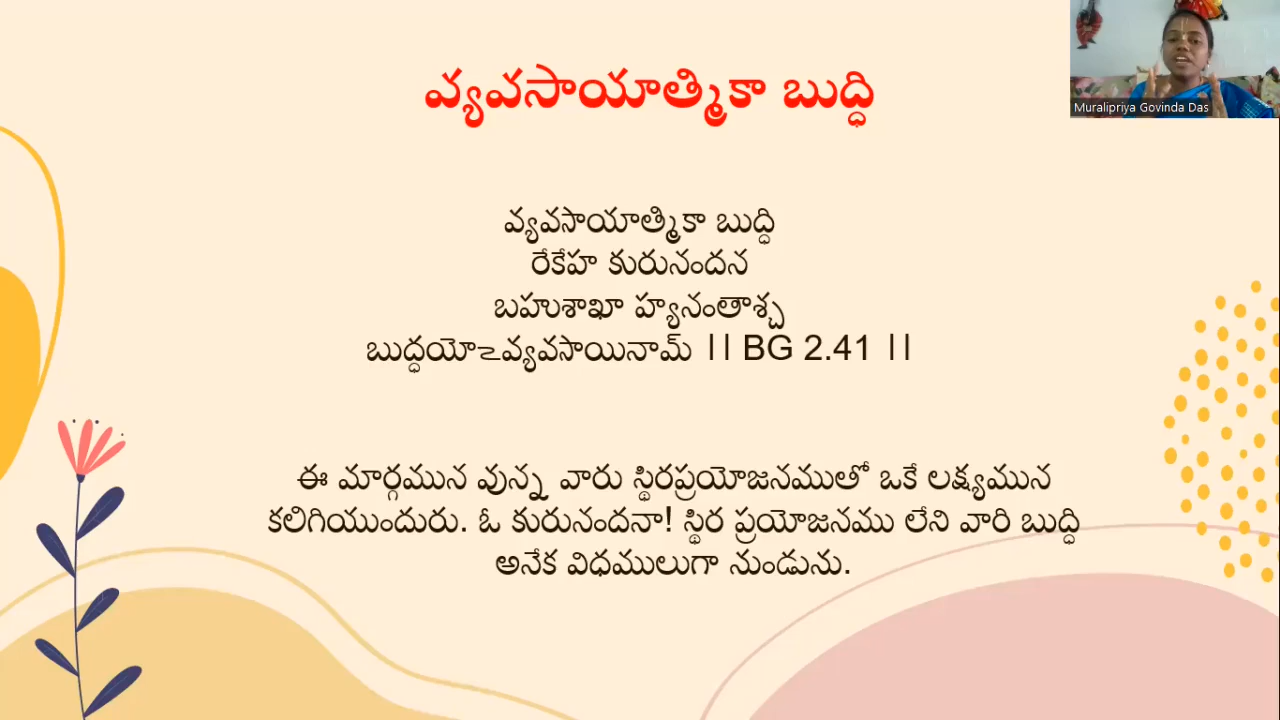 వ్యవసాయాత్మికా బుద్ధి
Muralipriya Govinda Das
వ్యవసాయాత్మికా బుద్ధి
రేకేహ కురునందన
బహుశాఖా హ్యనంతాశ్చ
బుద్ధయోఽవ్యవసాయినామ్ || BG 2.41 ||
ఈ మార్గమున వున్న వారు స్థిరప్రయోజనముతో ఒకే లక్ష్యమున
కలిగియుందురు. ఓ కురునందనా! స్థిర ప్రయోజనము లేని వారి బుద్ధి
అనేక విధములుగా నుండును.